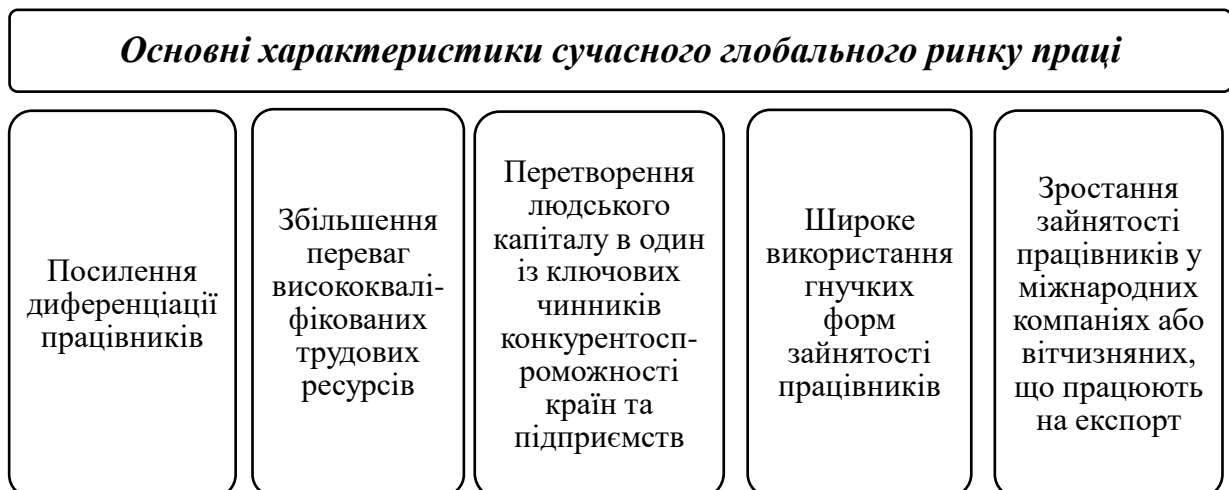 Основні характеристики сучасного глобального ринку праці
Посилення
диференціації
працівників
Збільшення
переваг
висококвалі-
фікованих
трудових
ресурсів
Перетворення
людського
капіталу в один
із ключових
чинників
конкурентосп-
роможності
країн та
підприємств
Широке
використання
гнучких
форм
зайнятості
працівників
Зростання
зайнятості
працівників у
міжнародних
компаніях або
вітчизняних,
що працюють
на експорт